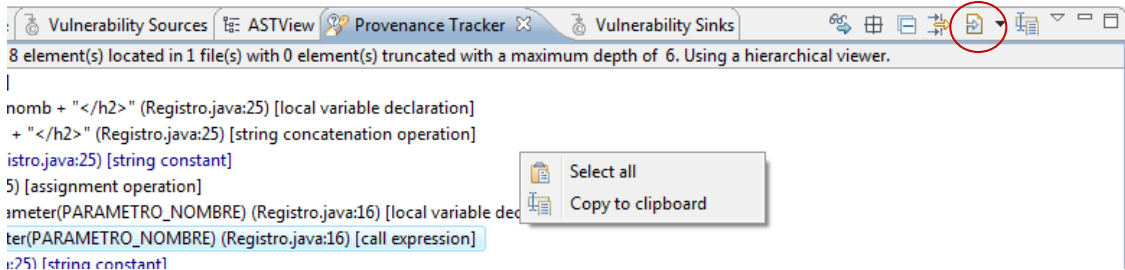 Vulnerability Sources ASTView Provenance Tracker Vulnerability Sinks
8 element(s) located in 1 file(s) with 0 element(s) truncated with a maximum depth of 6. Using a hierarchical viewer.
nomb + "</h2>" (Registro.java:25) [local variable declaration]
+ "</h2>" (Registro.java:25) [string concatenation operation]
istro.java:25) [string constant]
5) [assignment operation]
ameter(PARAMETRO_NOMBRE) (Registro.java:16) [local variable dec
ter(PARAMETRO_NOMBRE) (Registro.java:16) [call expression]
:25) [string constant]
Select all
Copy to clipboard